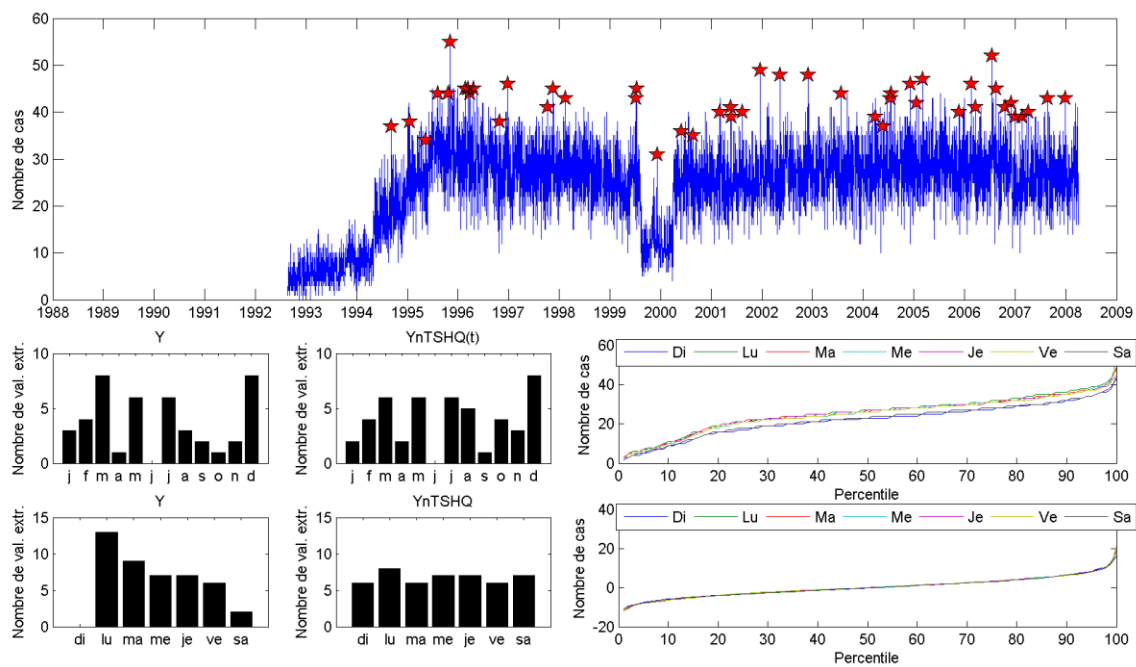 60
50
40
30
20
10
0
Nombre de cas
1988 1989 1990 1991 1992 1993 1994 1995 1996 1997 1998 1999 2000 2001 2002 2003 2004 2005 2006 2007 2008 2009
Y
10
5
0
Nombre de val. extr.
j f m a m j j a s o n d
YnTSHQ(t)
10
5
0
Nombre de val. extr.
j f m a m j j a s o n d
60
40
20
0
Nombre de cas
Di Lu Ma Me Je Ve Sa
0 10 20 30 40 50 60 70 80 90 100
Percentile
Y
15
10
5
0
Nombre de val. extr.
di lu ma me je ve sa
YnTSHQ
15
10
5
0
Nombre de val. extr.
di lu ma me je ve sa
40
20
0
-20
Nombre de cas
Di Lu Ma Me Je Ve Sa
0 10 20 30 40 50 60 70 80 90 100
Percentile